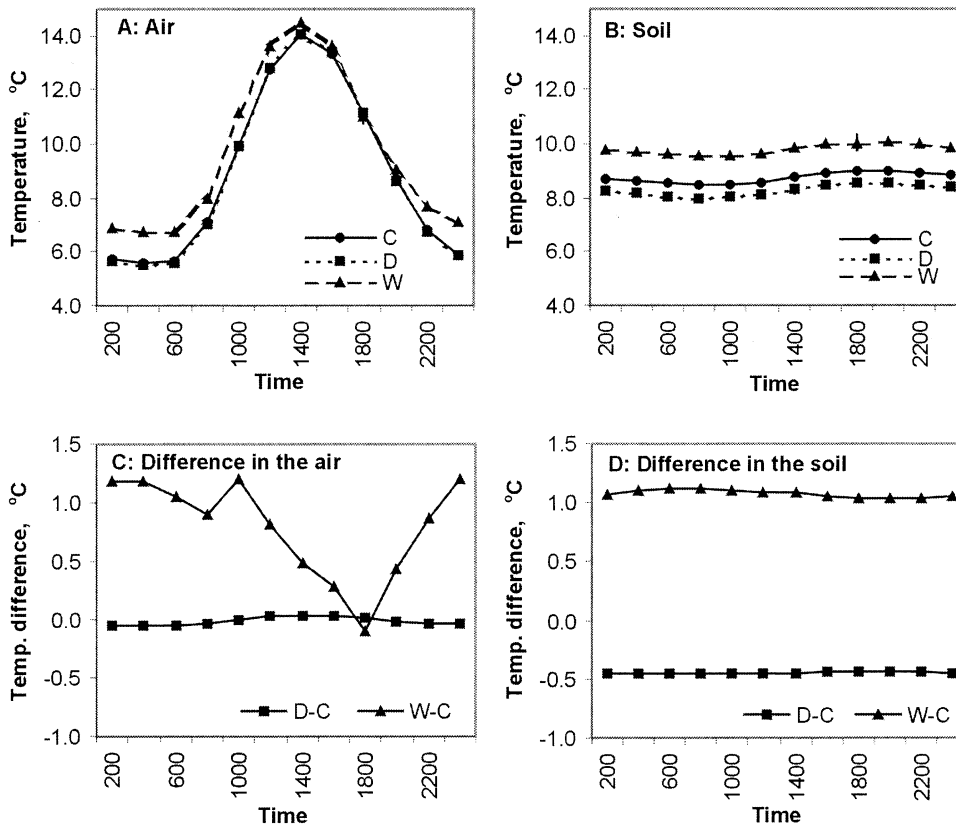 A: Air
Temperature, °C
14.0
12.0
10.0
8.0
6.0
4.0
C
D
W
200
600
1000
1400
1800
2200
Time
B: Soil
Temperature, °C
14.0
12.0
10.0
8.0
6.0
4.0
C
D
W
200
600
1000
1400
1800
2200
Time
C: Difference in the air
Temp. difference, °C
1.5
1.0
0.5
0.0
-0.5
-1.0
D-C
W-C
200
600
1000
1400
1800
2200
Time
D: Difference in the soil
Temp. difference, °C
1.5
1.0
0.5
0.0
-0.5
-1.0
D-C
W-C
200
600
1000
1400
1800
2200
Time